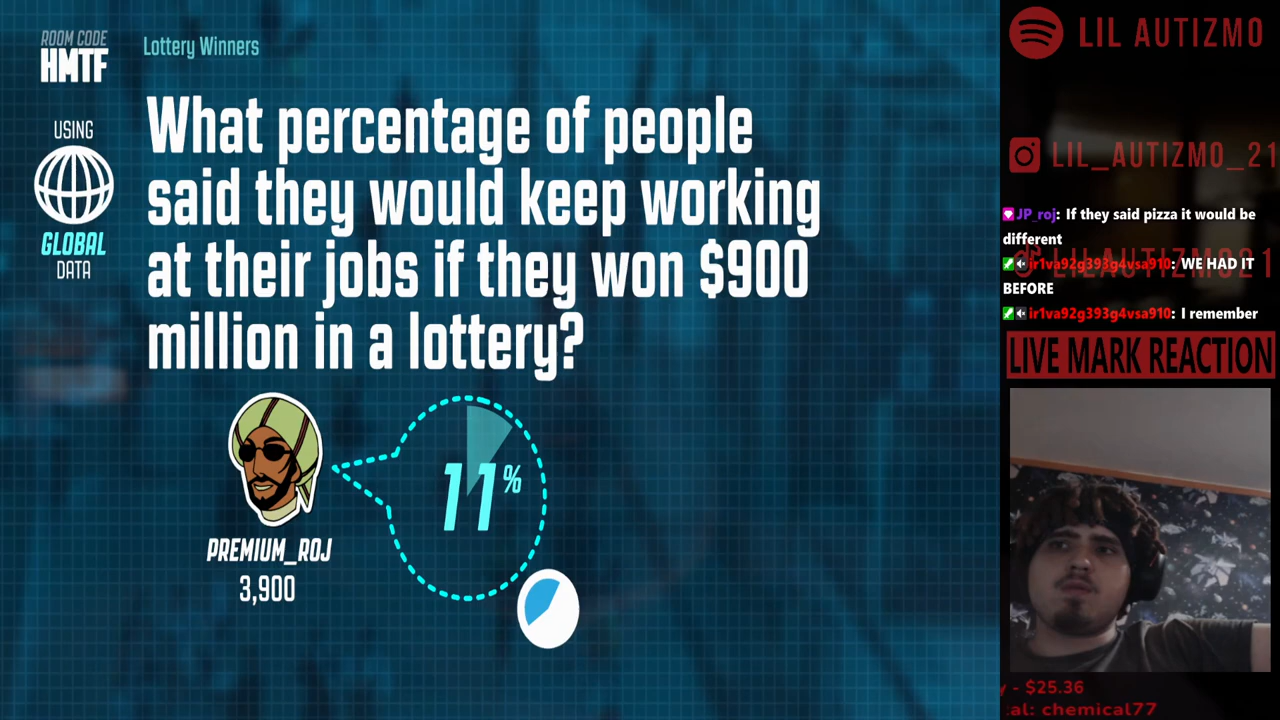 ROOM CODE
HMTF
Lottery Winners
USING
GLOBAL
DATA
What percentage of people
said they would keep working
at their jobs if they won $900
million in a lottery?
11%
PREMIUM_ROJ
3,900
LIL AUTIZMO
LIL_AUTIZMO_21
LILAUTIZMO21
JP_roj: If they said pizza it would be
different
ir1va92g393g4vsa910: WE HAD IT
BEFORE
ir1va92g393g4vsa910: I remember
LIVE MARK REACTION
y - $25.36
al: chemical77